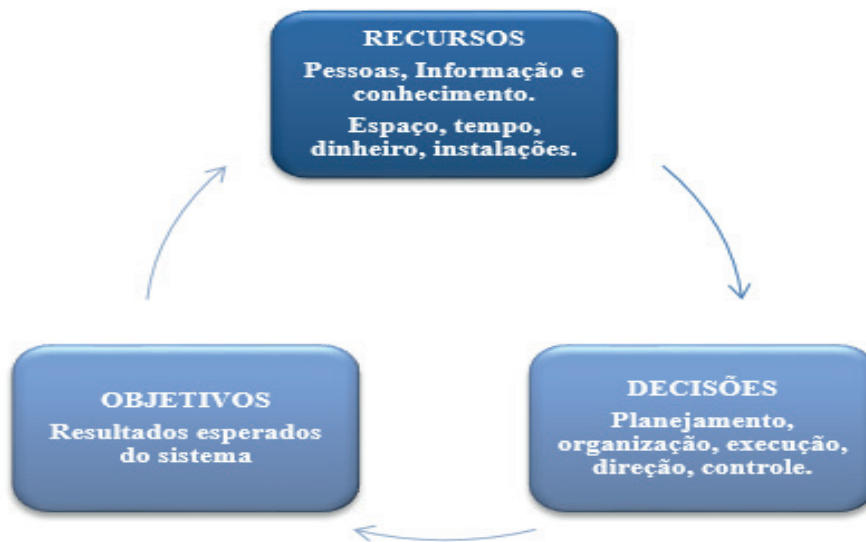 RECURSOS
Pessoas, Informação e
conhecimento.
Espaço, tempo,
dinheiro, instalações.
OBJETIVOS
Resultados esperados
do sistema
DECISÕES
Planejamento,
organização, execução,
direção, controle.